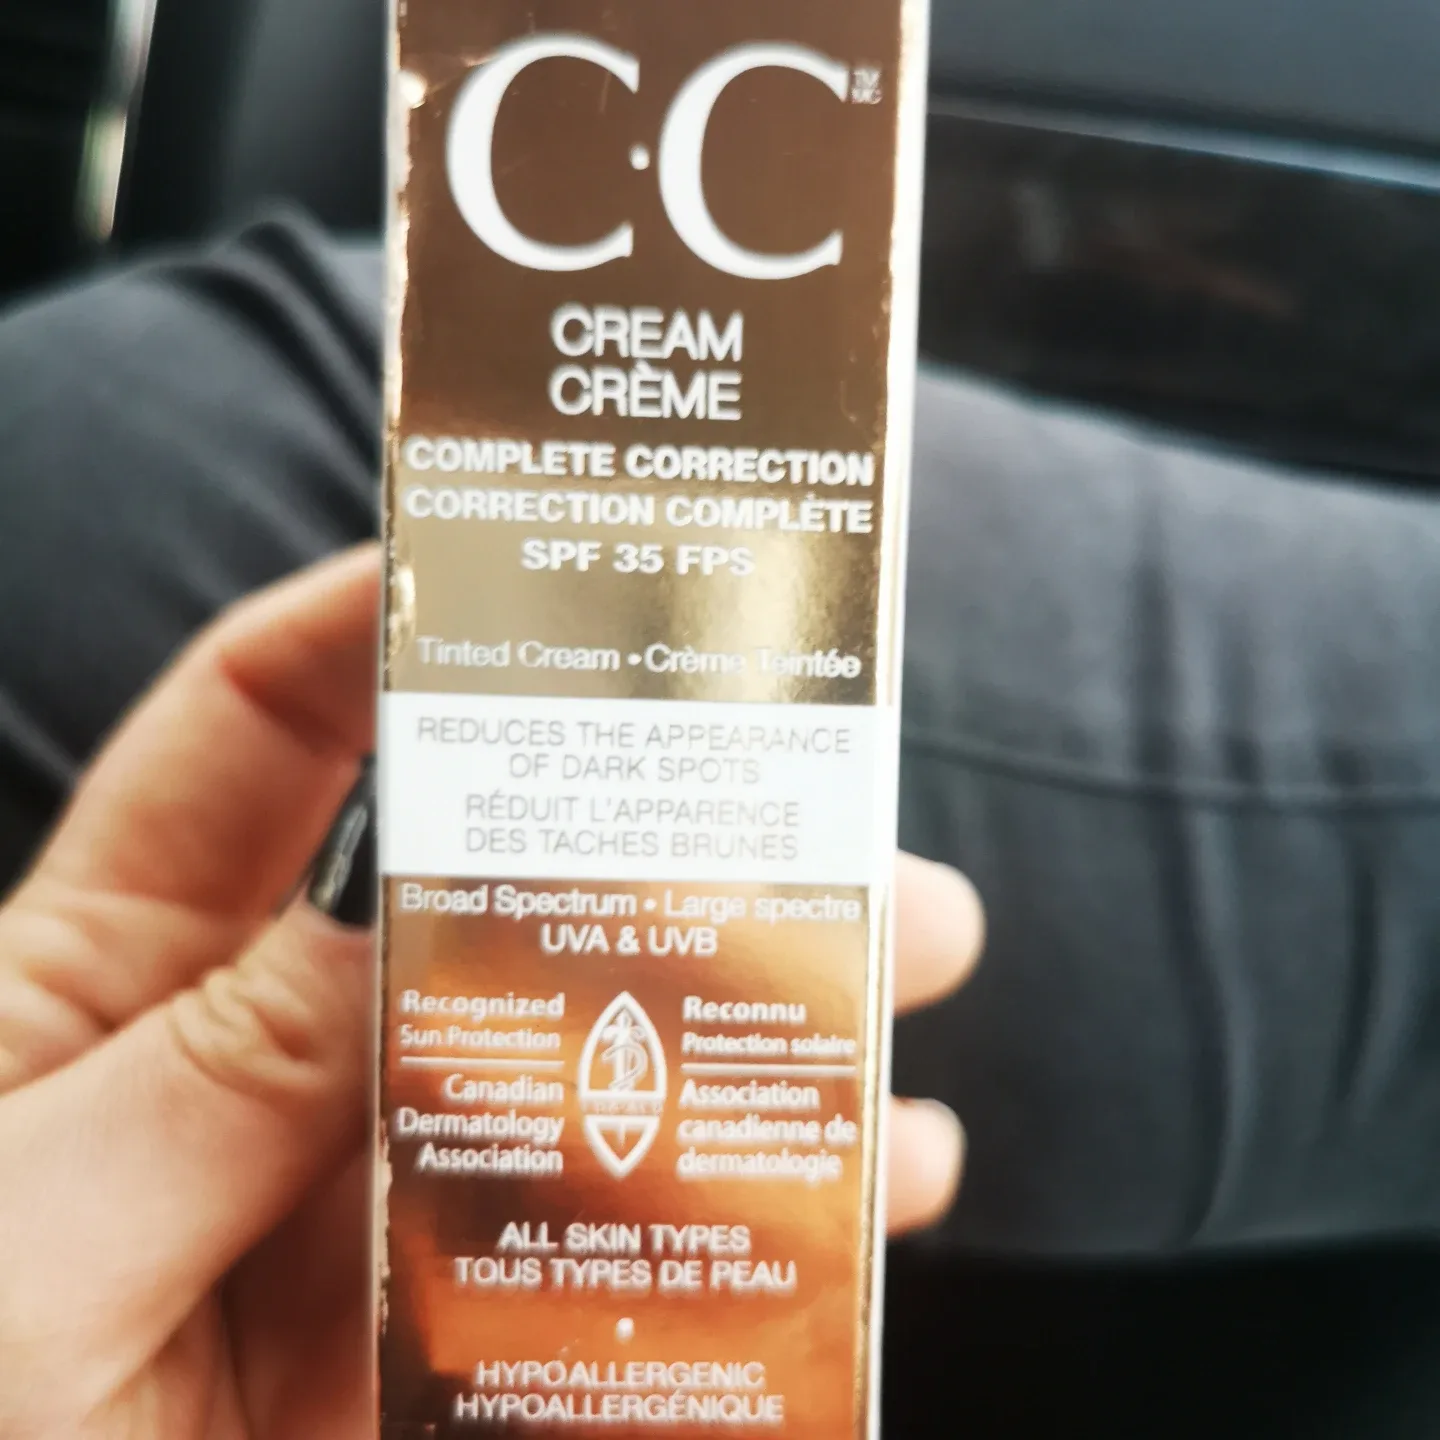 C·C TM MC
CREAM
CRÈME
COMPLETE CORRECTION
CORRECTION COMPLÈTE
SPF 35 FPS
Tinted Cream • Crème Teintée
REDUCES THE APPEARANCE
OF DARK SPOTS
RÉDUIT L'APPARENCE
DES TACHES BRUNES
Broad Spectrum • Large spectre
UVA & UVB
Recognized
Sun Protection
Canadian
Dermatology
Association
Reconnu
Protection solaire
Association
canadienne de
dermatologie
ALL SKIN TYPES
TOUS TYPES DE PEAU
•
HYPOALLERGENIC
HYPOALLERGÉNIQUE